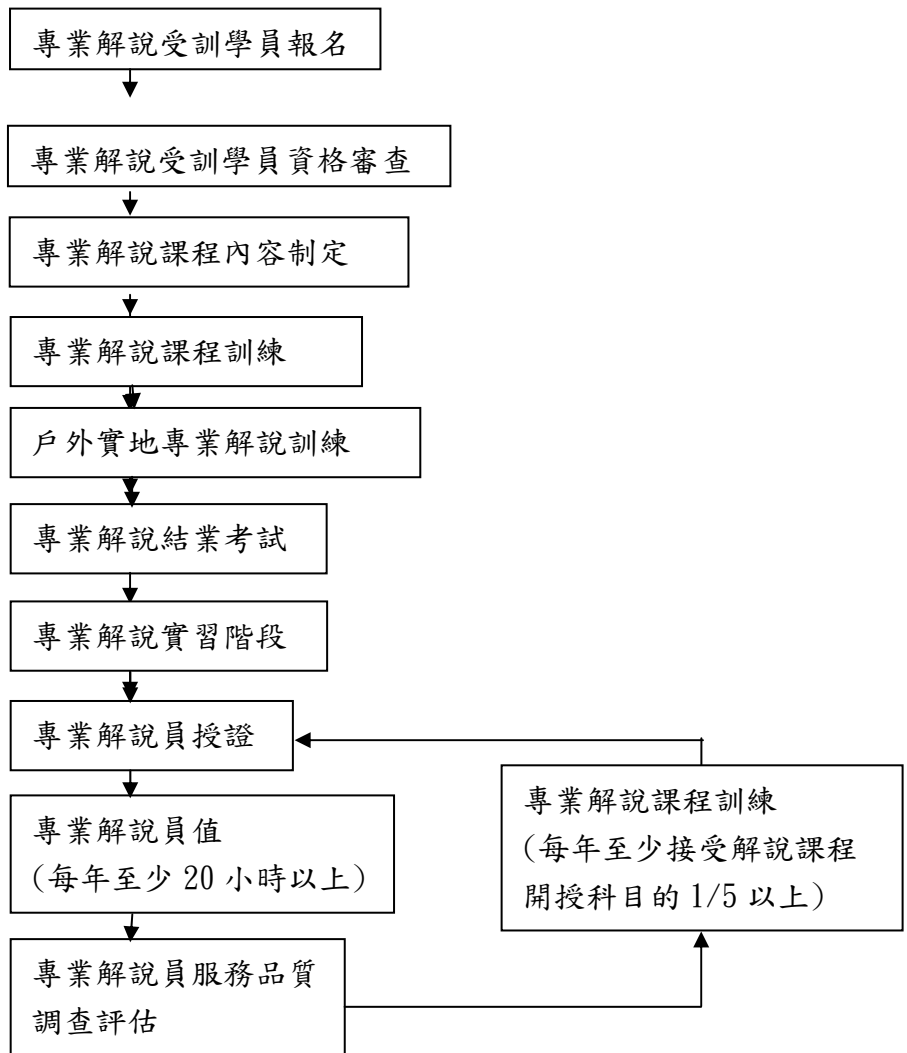 專業解說受訓學員報名
專業解說受訓學員資格審查
專業解說課程內容制定
專業解說課程訓練
戶外實地專業解說訓練
專業解說結業考試
專業解說實習階段
專業解說員授證
專業解說員值
(每年至少 20 小時以上)
專業解說員服務品質
調查評估
專業解說課程訓練
(每年至少接受解說課程
開授科目的 1/5 以上)